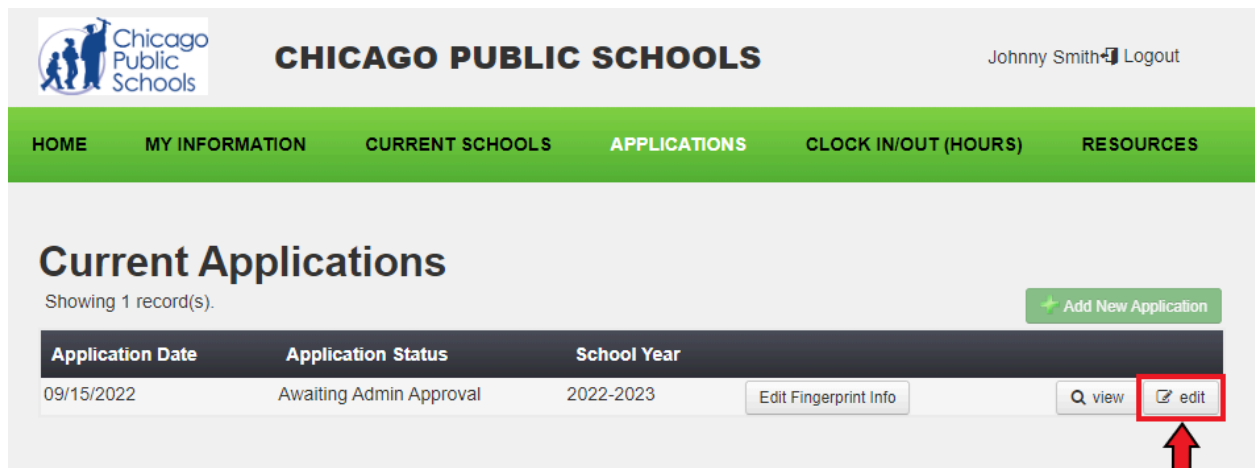 Chicago
Public
Schools
CHICAGO PUBLIC SCHOOLS
Johnny Smith Logout
HOME MY INFORMATION CURRENT SCHOOLS APPLICATIONS CLOCK IN/OUT (HOURS) RESOURCES
Current Applications
Showing 1 record(s).
Add New Application
Application Date Application Status School Year
09/15/2022 Awaiting Admin Approval 2022-2023 Edit Fingerprint Info view edit